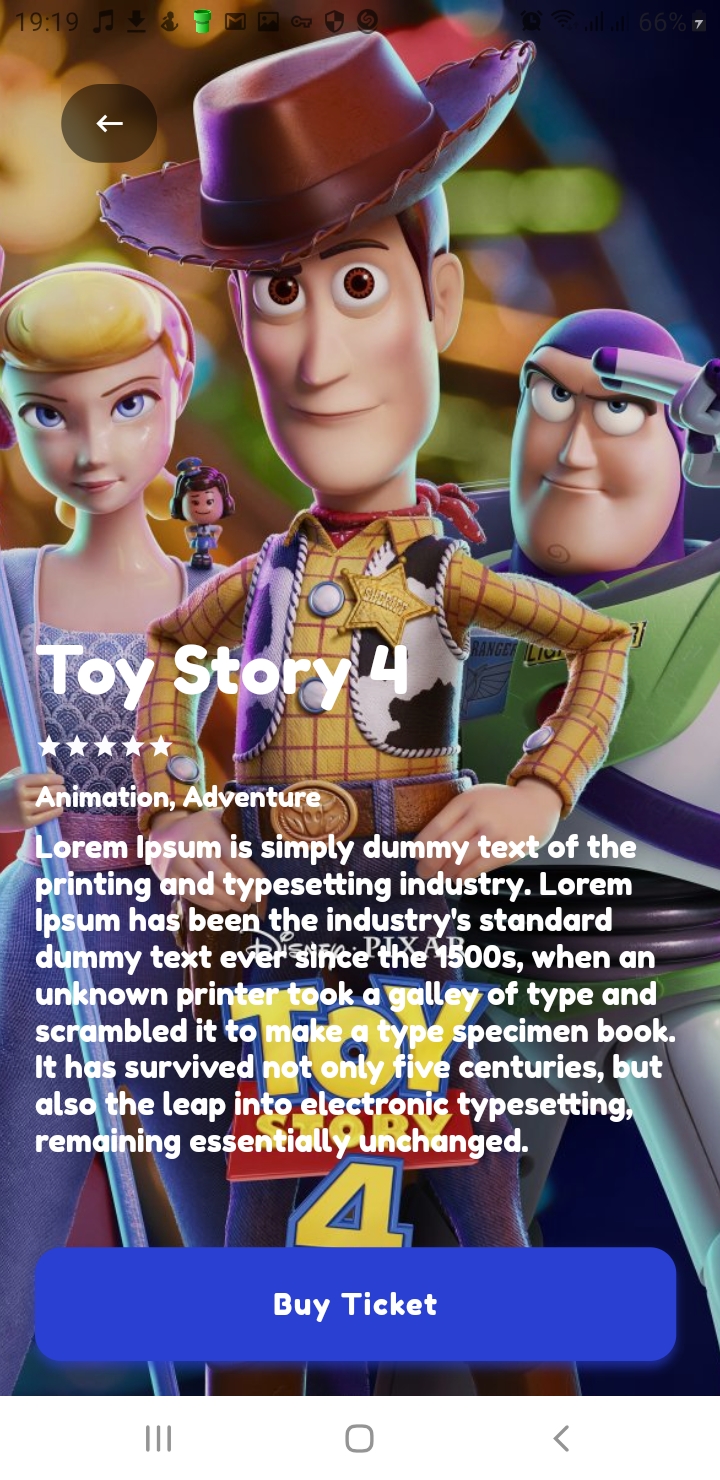 19:19
66%
SHERIFF
RANGER
LIG
Toy Story 4
Animation, Adventure
Lorem Ipsum is simply dummy text of the
printing and typesetting industry. Lorem
Ipsum has been the industry's standard
Disney · PIXAR
dummy text ever since the 1500s, when an
unknown printer took a galley of type and
scrambled it to make a type specimen book.
It has survived not only five centuries, but
TOY
also the leap into electronic typesetting,
STORY
remaining essentially unchanged.
4
Buy Ticket